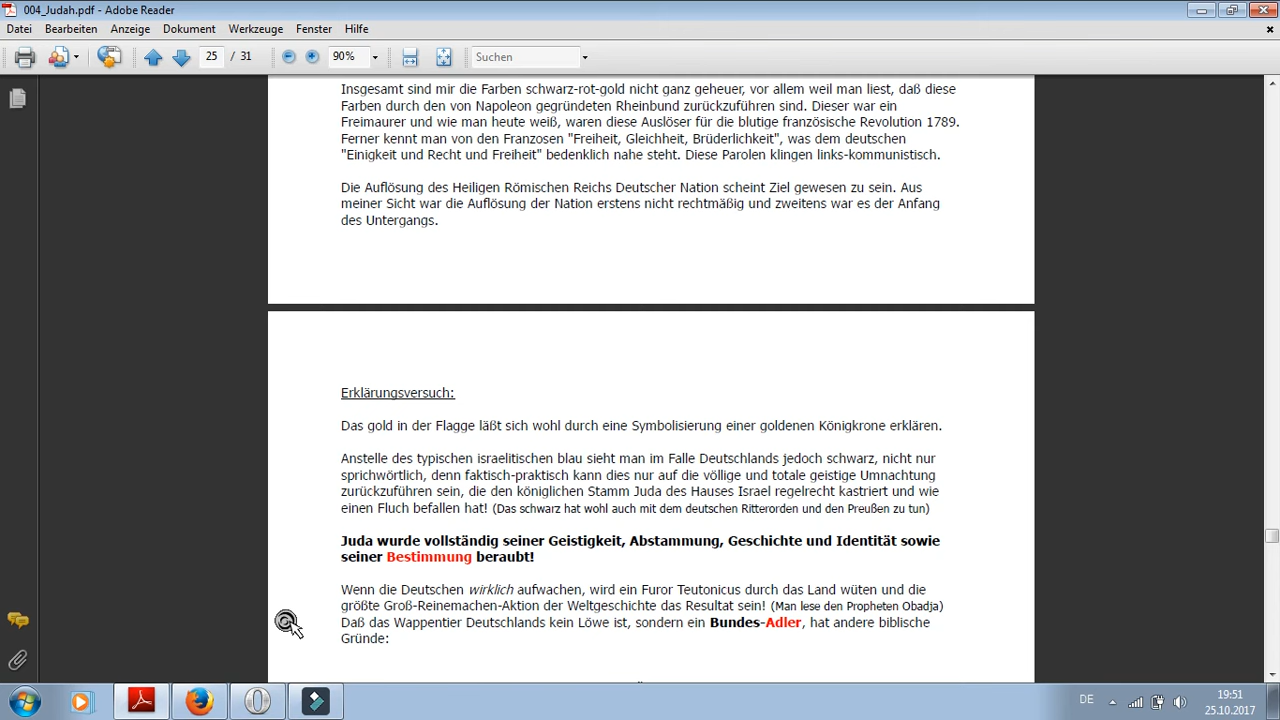 004_Judah.pdf - Adobe Reader
Datei Bearbeiten Anzeige Dokument Werkzeuge Fenster Hilfe
25 / 31 90% Suchen
Insgesamt sind mir die Farben schwarz-rot-gold nicht ganz geheuer, vor allem weil man liest, daß diese
Farben durch den von Napoleon gegründeten Rheinbund zurückzuführen sind. Dieser war ein
Freimaurer und wie man heute weiß, waren diese Auslöser für die blutige französische Revolution 1789.
Ferner kennt man von den Franzosen "Freiheit, Gleichheit, Brüderlichkeit", was dem deutschen
"Einigkeit und Recht und Freiheit" bedenklich nahe steht. Diese Parolen klingen links-kommunistisch.
Die Auflösung des Heiligen Römischen Reichs Deutscher Nation scheint Ziel gewesen zu sein. Aus
meiner Sicht war die Auflösung der Nation erstens nicht rechtmäßig und zweitens war es der Anfang
des Untergangs.
Erklärungsversuch:
Das gold in der Flagge läßt sich wohl durch eine Symbolisierung einer goldenen Königkrone erklären.
Anstelle des typischen israelitischen blau sieht man im Falle Deutschlands jedoch schwarz, nicht nur
sprichwörtlich, denn faktisch-praktisch kann dies nur auf die völlige und totale geistige Umnachtung
zurückzuführen sein, die den königlichen Stamm Juda des Hauses Israel regelrecht kastriert und wie
einen Fluch befallen hat! (Das schwarz hat wohl auch mit dem deutschen Ritterorden und den Preußen zu tun)
Juda wurde vollständig seiner Geistigkeit, Abstammung, Geschichte und Identität sowie
seiner Bestimmung beraubt!
Wenn die Deutschen wirklich aufwachen, wird ein Furor Teutonicus durch das Land wüten und die
größte Groß-Reinemachen-Aktion der Weltgeschichte das Resultat sein! (Man lese den Propheten Obadja)
Daß das Wappentier Deutschlands kein Löwe ist, sondern ein Bundes-Adler, hat andere biblische
Gründe:
DE 19:51
25.10.2017